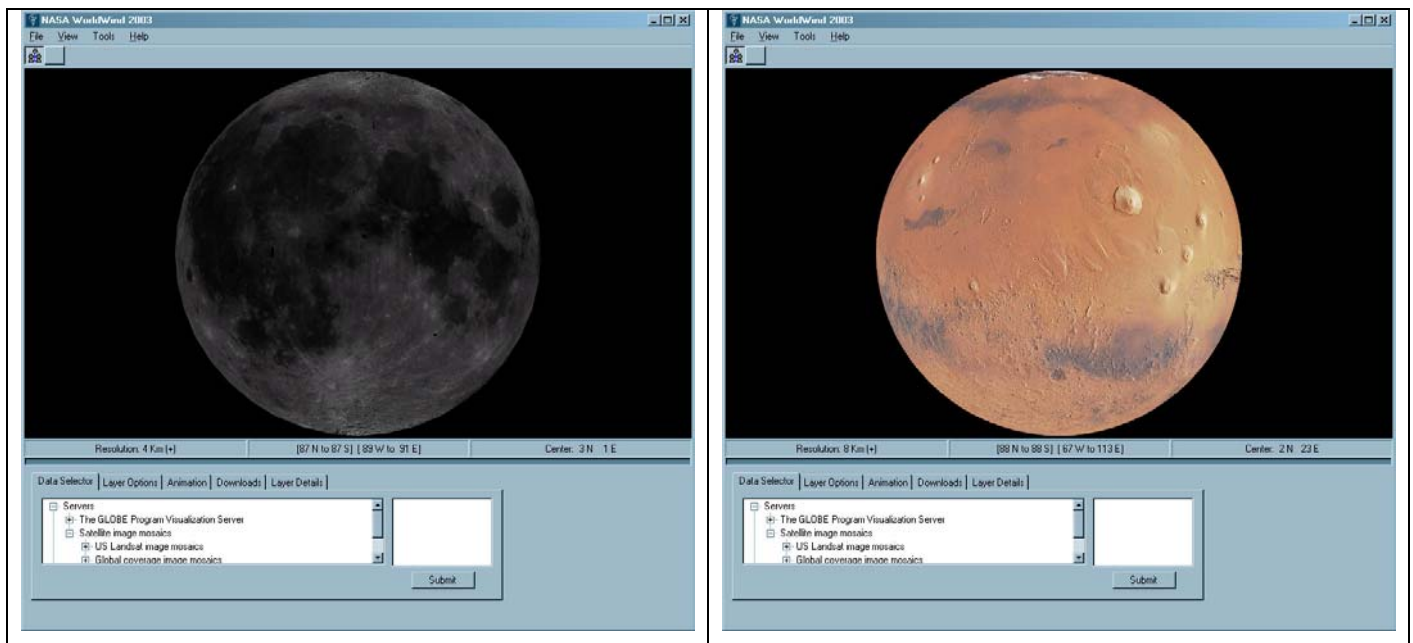 NASA WorldWind 2003
File View Tools Help
Resolution: 4 Km [+]
[87 N to 87 S] [ 89 W to 91 E]
Center: 3 N 1 E
Data Selector Layer Options Animation Downloads Layer Details
Servers
The GLOBE Program Visualization Server
Satellite image mosaics
US Landsat image mosaics
Global coverage image mosaics
Submit
NASA WorldWind 2003
File View Tools Help
Resolution: 8 Km [+]
[88 N to 88 S] [ 67 W to 113 E]
Center: 2 N 23 E
Data Selector Layer Options Animation Downloads Layer Details
Servers
The GLOBE Program Visualization Server
Satellite image mosaics
US Landsat image mosaics
Global coverage image mosaics
Submit